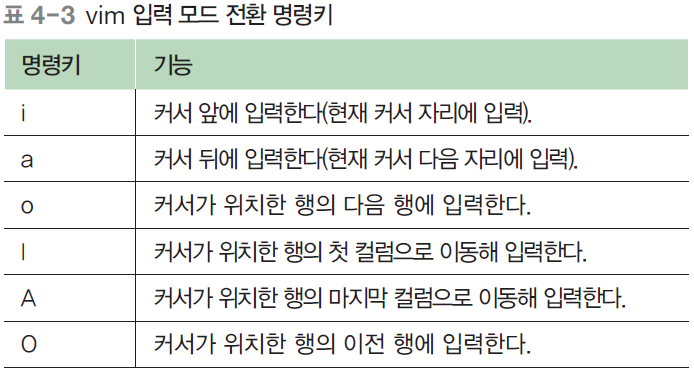 표 4-3 vim 입력 모드 전환 명령키
명령키 기능
i 커서 앞에 입력한다(현재 커서 자리에 입력).
a 커서 뒤에 입력한다(현재 커서 다음 자리에 입력).
o 커서가 위치한 행의 다음 행에 입력한다.
I 커서가 위치한 행의 첫 컬럼으로 이동해 입력한다.
A 커서가 위치한 행의 마지막 컬럼으로 이동해 입력한다.
O 커서가 위치한 행의 이전 행에 입력한다.